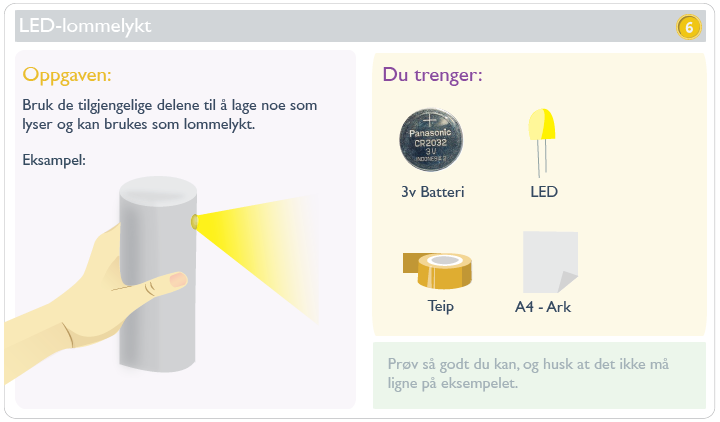 LED-lommelykt
6
Oppgaven:
Bruk de tilgjengelige delene til å lage noe som
lyser og kan brukes som lommelykt.
Eksampel:
Du trenger:
Panasonic
CR2032
3V
INDONESIA
3v Batteri
LED
Teip
A4 - Ark
Prøv så godt du kan, og husk at det ikke må
ligne på eksempelet.